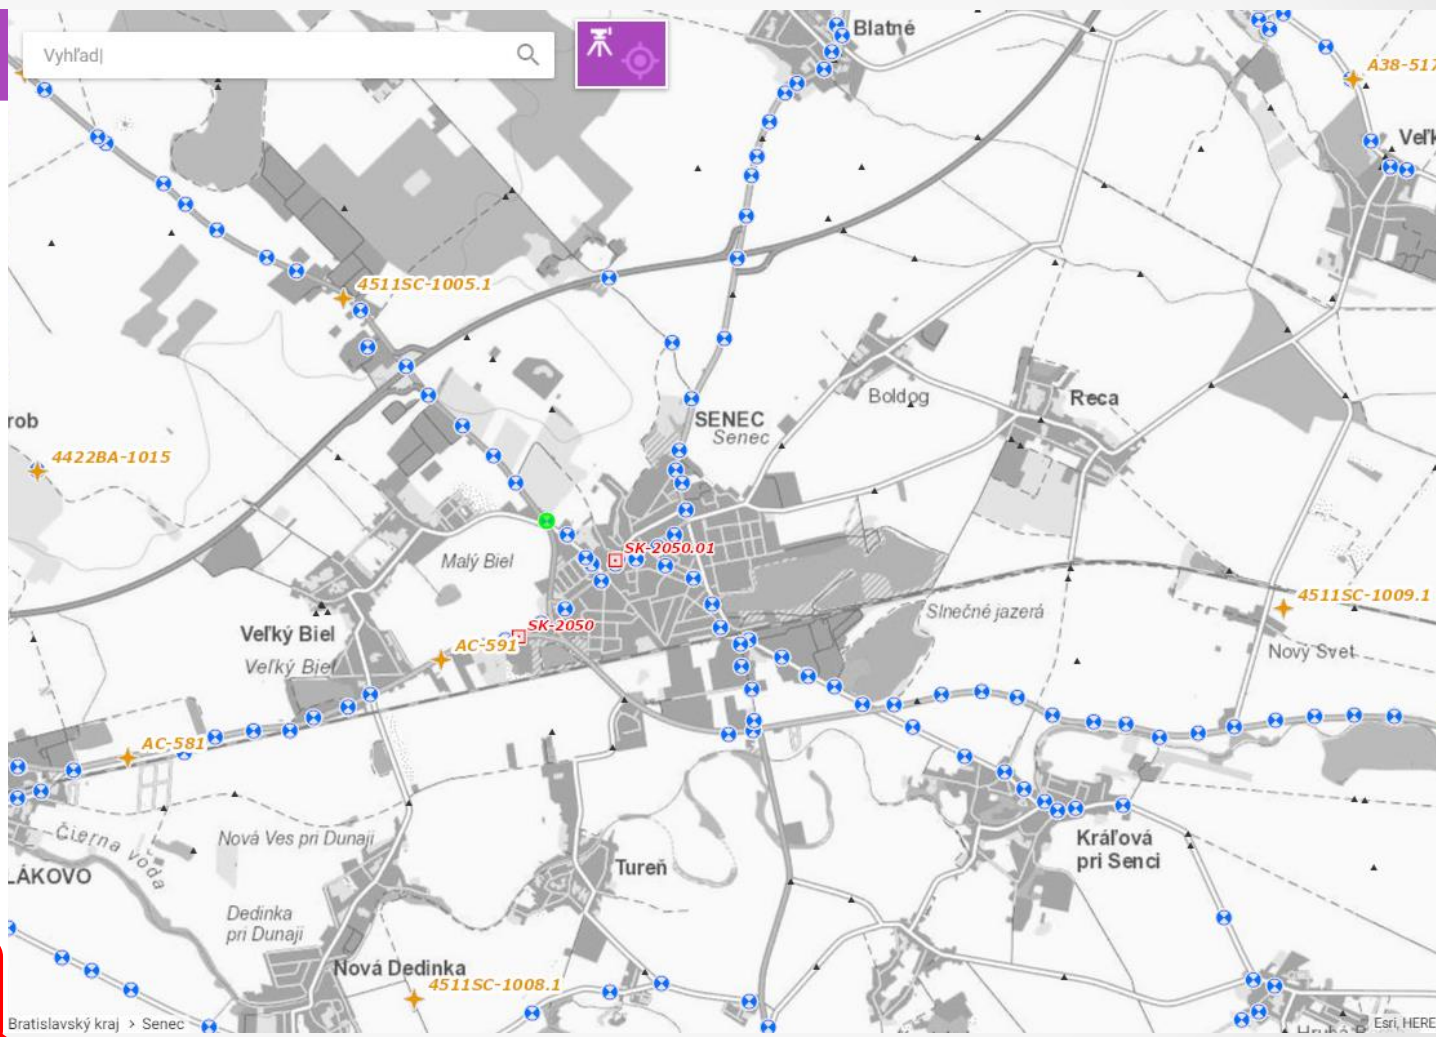 Blatné
Vyhľad
A38-517
Veľk
4511SC-1005.1
Boldog
Reca
SENEC
Senec
rob
4422BA-1015
SK-2050.01
Malý Biel
Slnečné jazerá
4511SC-1009.1
SK-2050
Veľký Biel
AC-591
Veľký Biel
Nový Svet
AC-581
Čierna voda
Nová Ves pri Dunaji
Kráľová
pri Senci
LÁKOVO
Tureň
Dedinka
pri Dunaji
Nová Dedinka
4511SC-1008.1
Bratislavský kraj > Senec
Esri, HERE